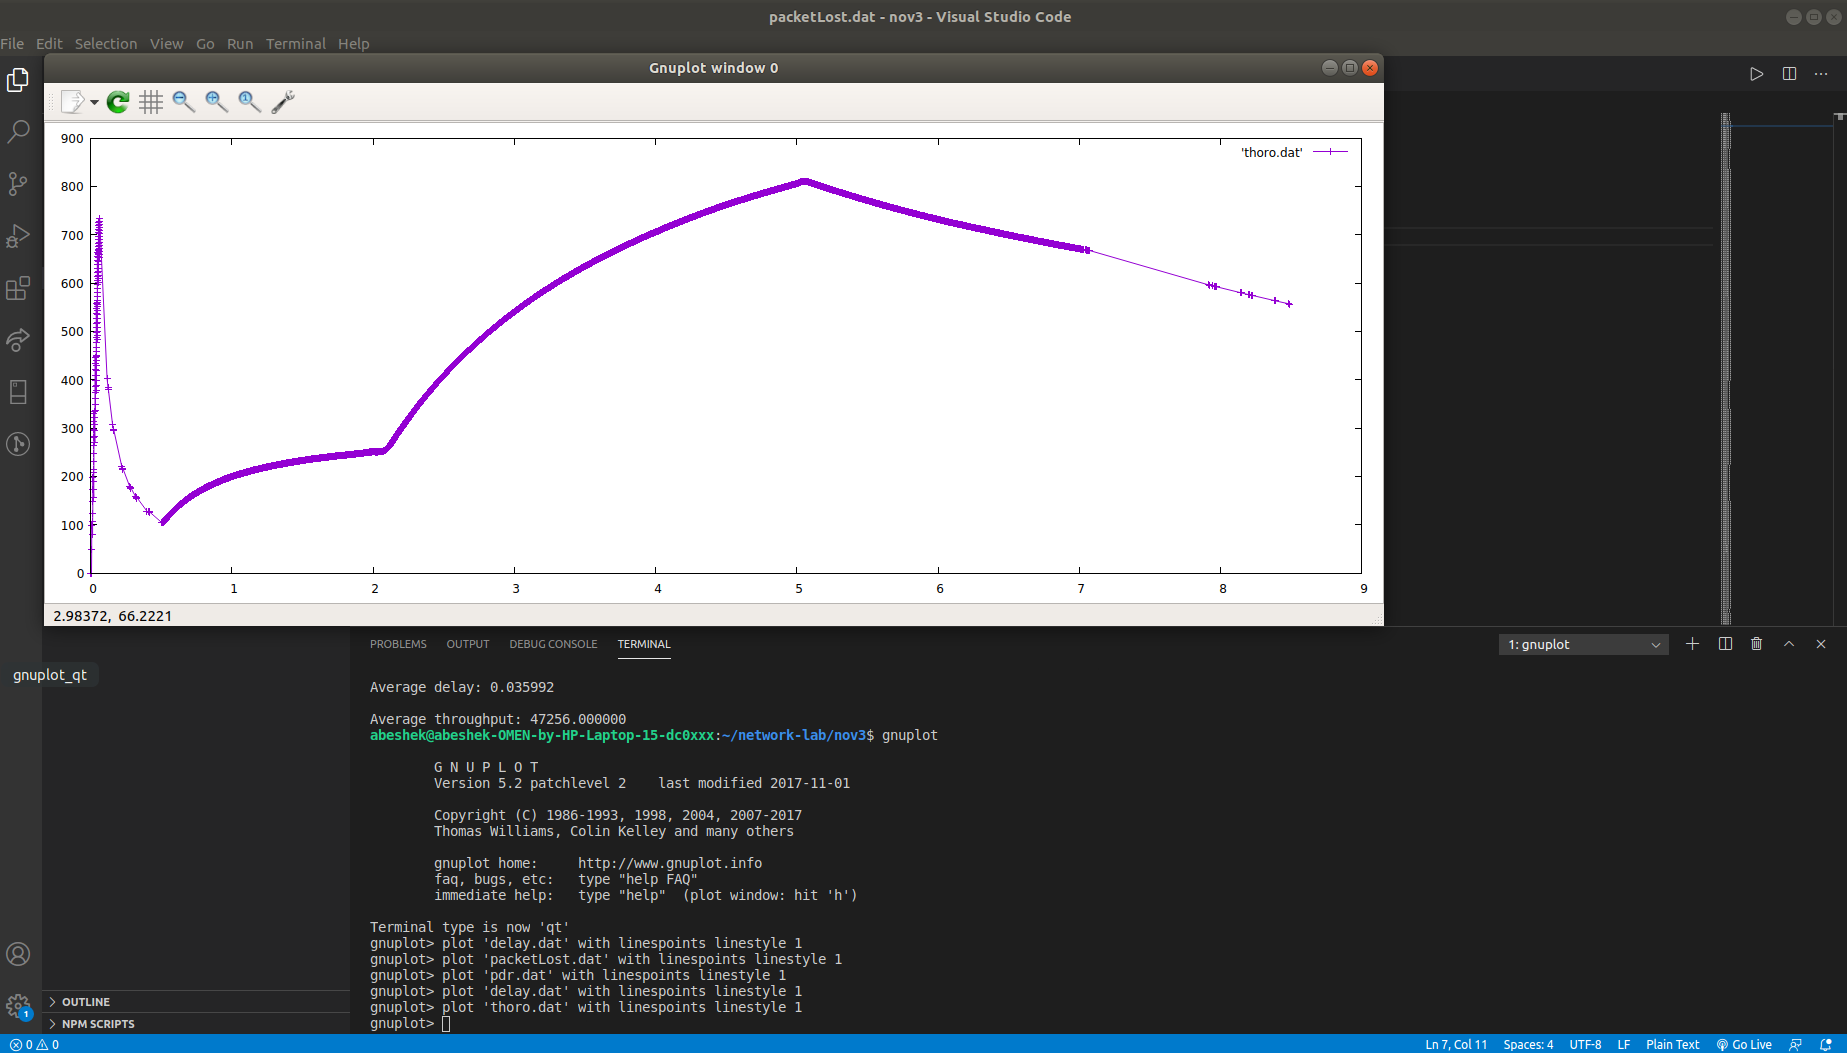 packetLost.dat - nov3 - Visual Studio Code
File Edit Selection View Go Run Terminal Help
Gnuplot window 0
900
800
700
600
500
400
300
200
100
0
'thoro.dat'
0 1 2 3 4 5 6 7 8 9
2.98372, 66.2221
PROBLEMS OUTPUT DEBUG CONSOLE TERMINAL
1: gnuplot
gnuplot_qt
Average delay: 0.035992
Average throughput: 47256.000000
abeshek@abeshek-OMEN-by-HP-Laptop-15-dc0xxx:~/network-lab/nov3$ gnuplot
G N U P L O T
Version 5.2 patchlevel 2    last modified 2017-11-01
Copyright (C) 1986-1993, 1998, 2004, 2007-2017
Thomas Williams, Colin Kelley and many others
gnuplot home:     http://www.gnuplot.info
faq, bugs, etc:   type "help FAQ"
immediate help:   type "help"  (plot window: hit 'h')
Terminal type is now 'qt'
gnuplot> plot 'delay.dat' with linespoints linestyle 1
gnuplot> plot 'packetLost.dat' with linespoints linestyle 1
gnuplot> plot 'pdr.dat' with linespoints linestyle 1
gnuplot> plot 'delay.dat' with linespoints linestyle 1
gnuplot> plot 'thoro.dat' with linespoints linestyle 1
gnuplot>
1
OUTLINE
NPM SCRIPTS
0 0
Ln 7, Col 11 Spaces: 4 UTF-8 LF Plain Text Go Live